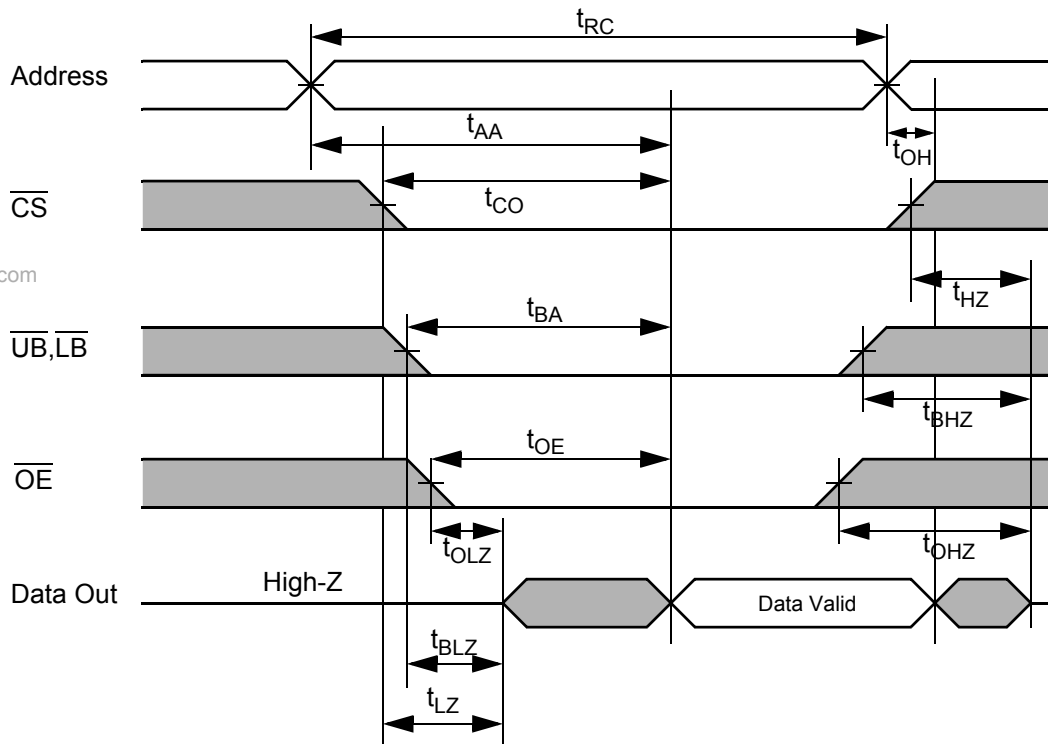 tRC
Address
tAA
tOH
CS
tCO
com
tHZ
tBA
UB,LB
tBHZ
tOE
OE
tOLZ
tOHZ
High-Z
Data Out
Data Valid
tBLZ
tLZ